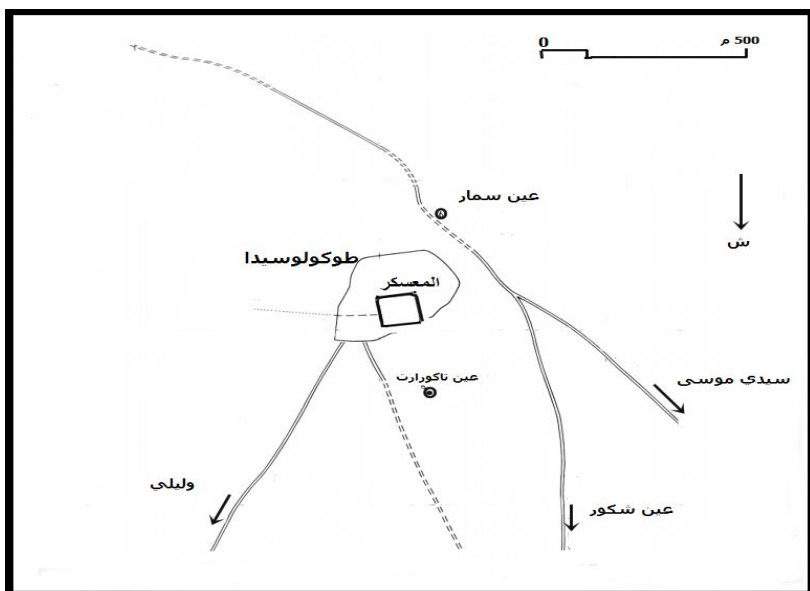 0 500 م
عين سمار
ش
طوكولوسيدا
المعسكر
عين تاكورارت
سيدي موسى
وليلي
عين شكور